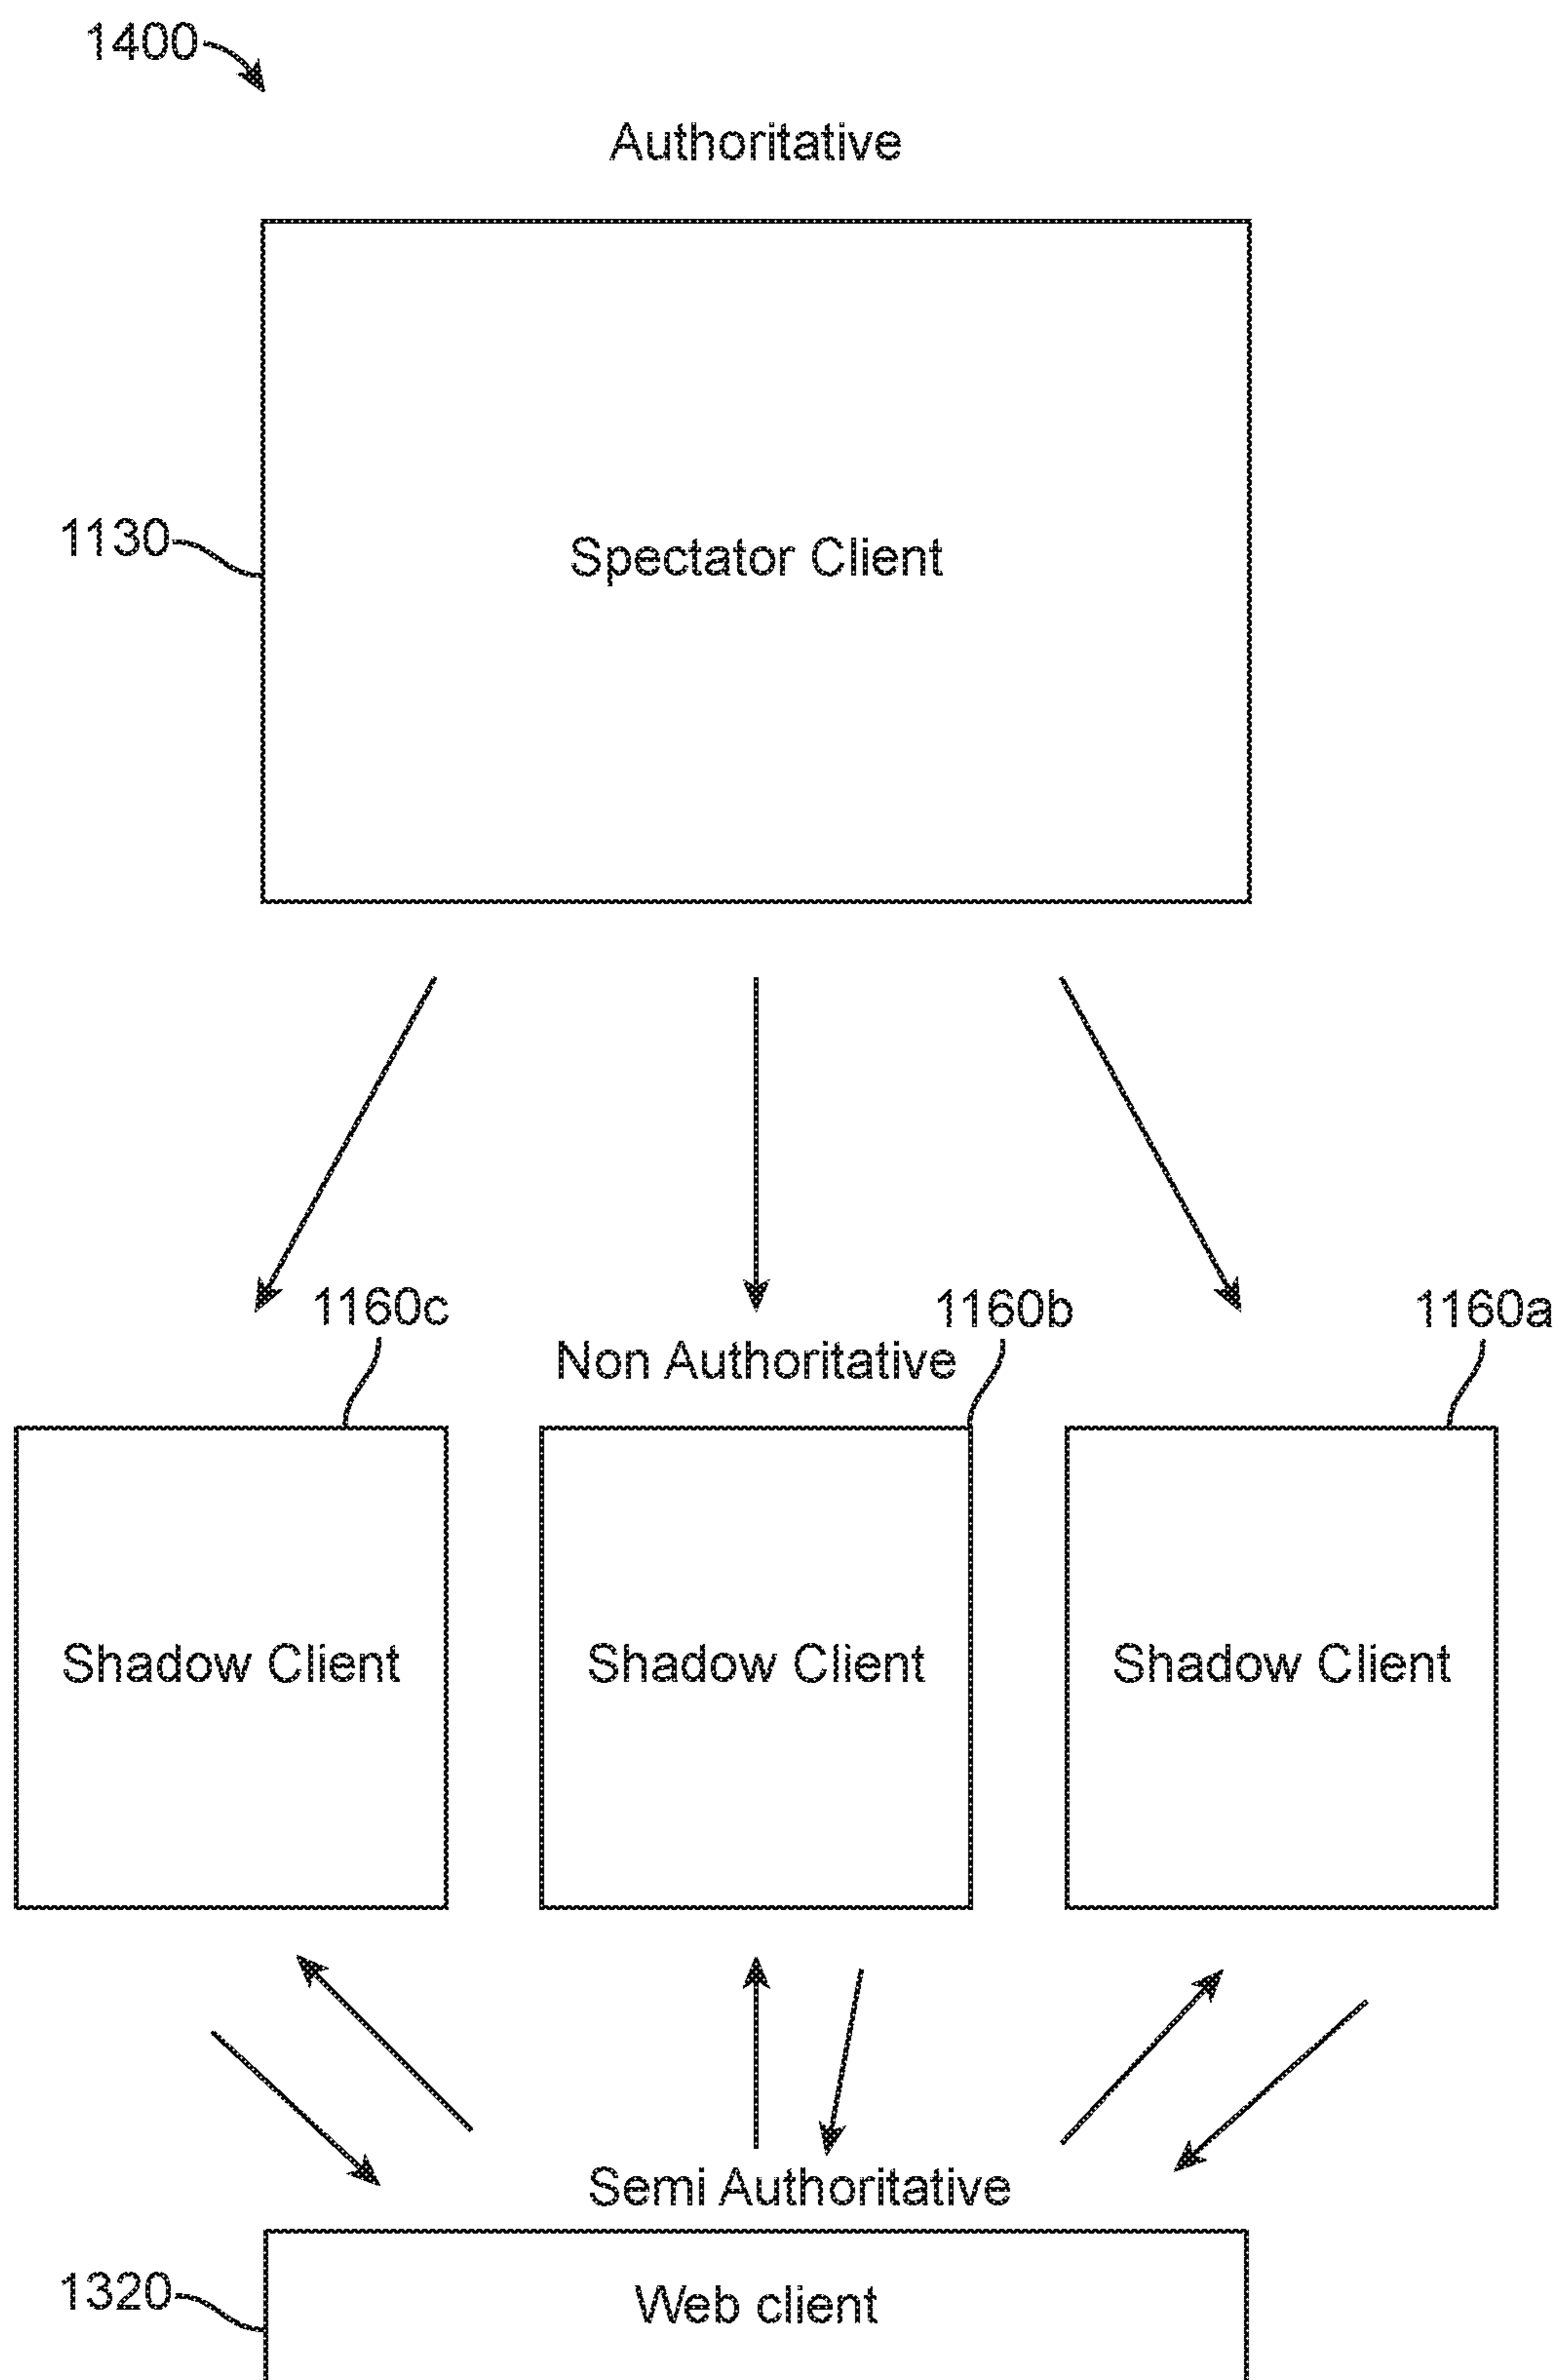 1400
Authoritative
1130
Spectator Client
1160c
1160b
1160a
Non Authoritative
Shadow Client
Shadow Client
Shadow Client
Semi Authoritative
1320
Web client